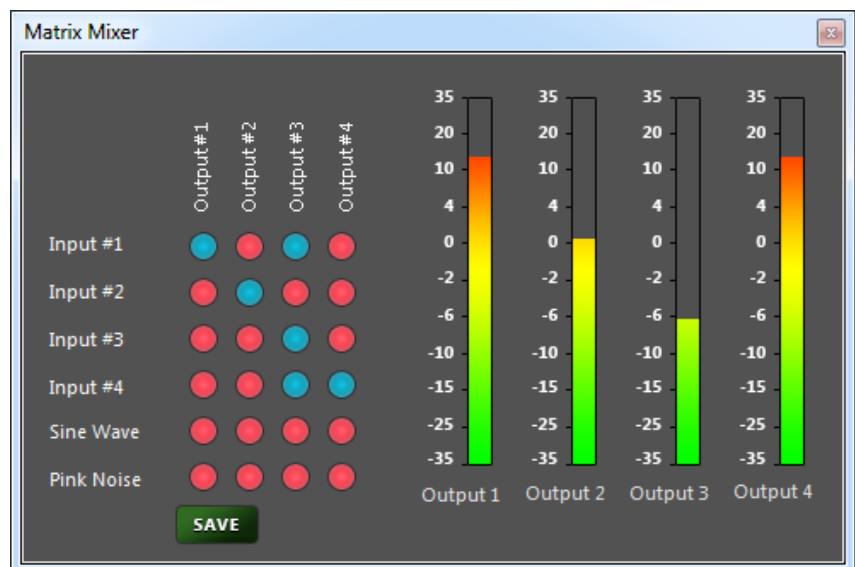 Matrix Mixer
Output #1
Output #2
Output #3
Output #4
Input #1
Input #2
Input #3
Input #4
Sine Wave
Pink Noise
SAVE
35
20
10
4
0
-2
-6
-10
-15
-25
-35
Output 1
35
20
10
4
0
-2
-6
-10
-15
-25
-35
Output 2
35
20
10
4
0
-2
-6
-10
-15
-25
-35
Output 3
35
20
10
4
0
-2
-6
-10
-15
-25
-35
Output 4